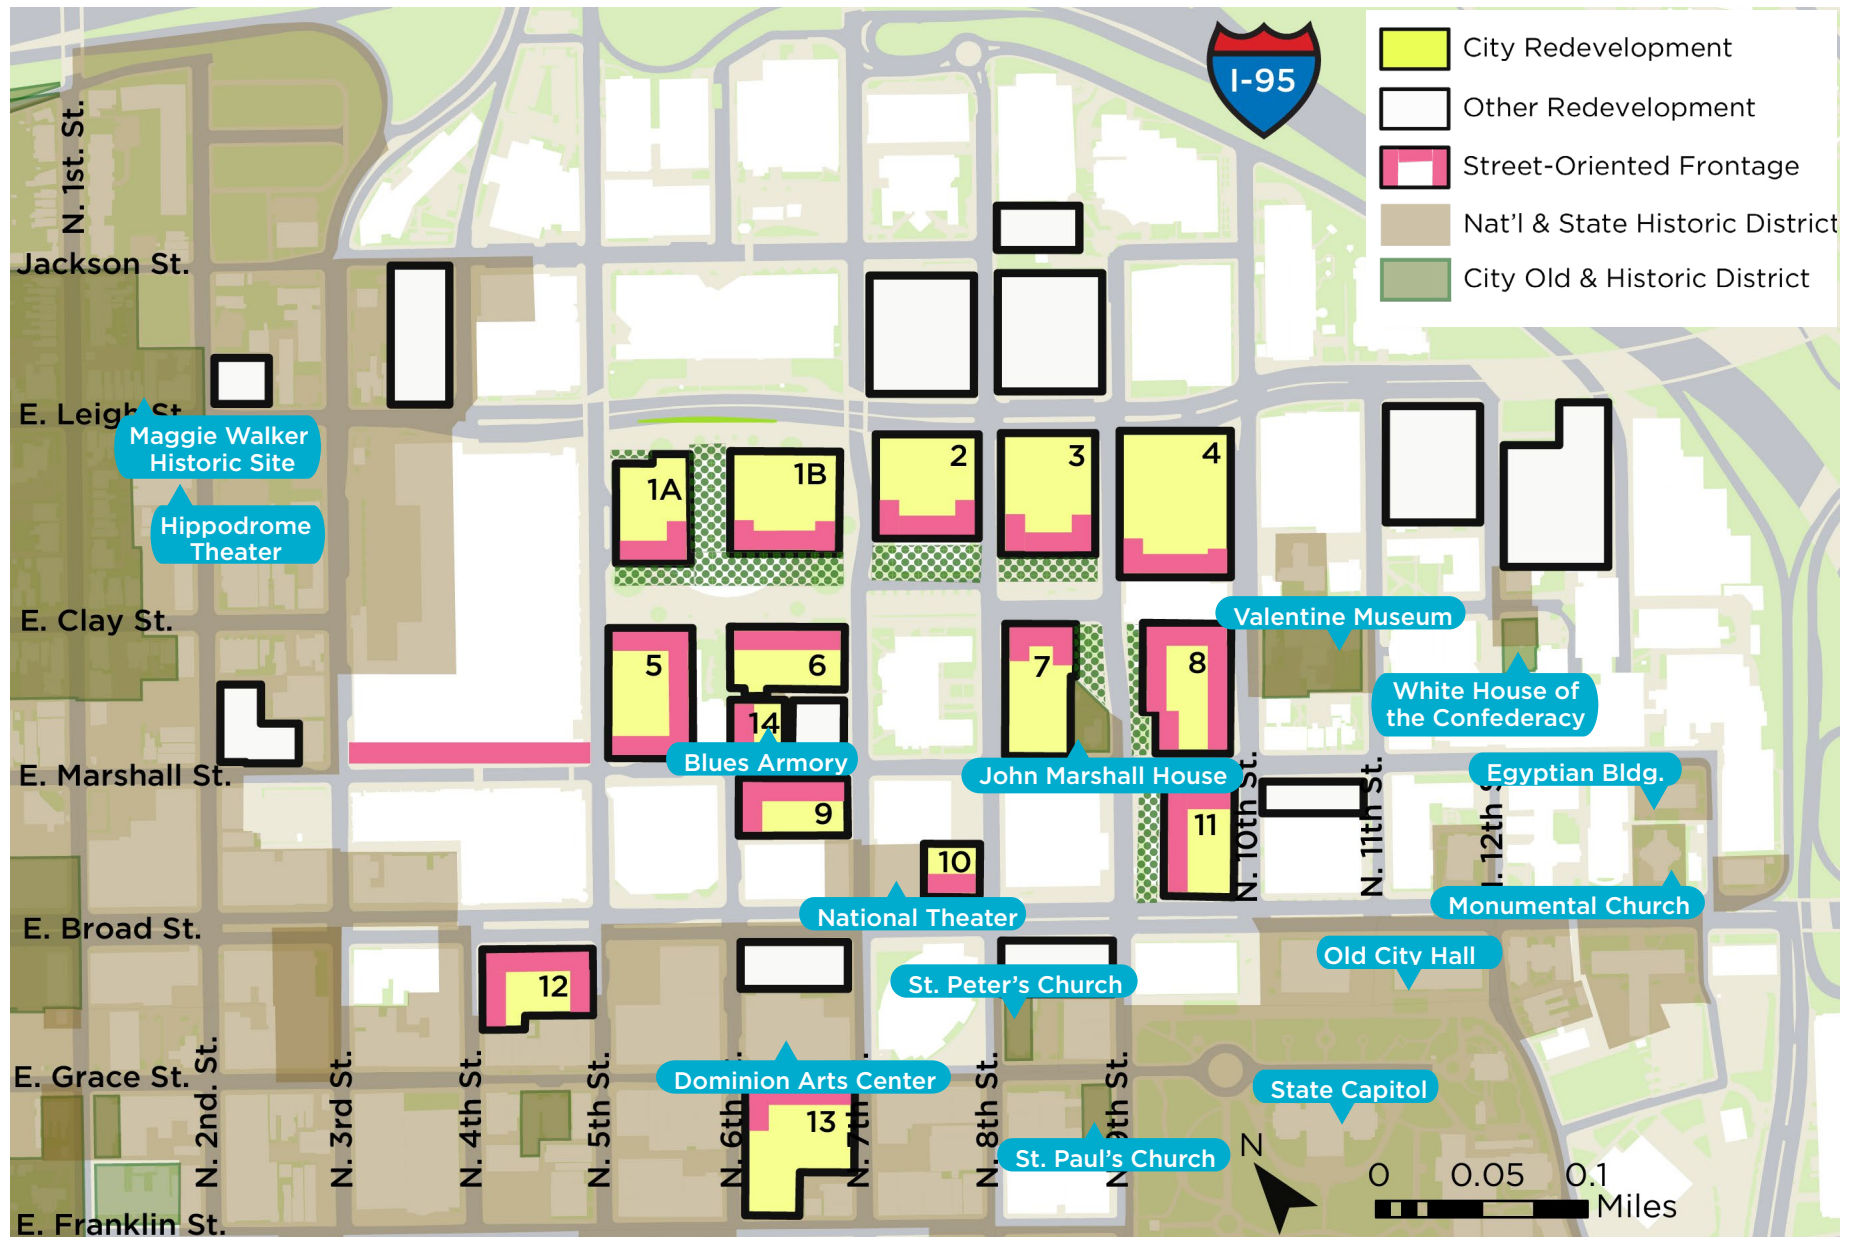 I-95
City Redevelopment
Other Redevelopment
Street-Oriented Frontage
Nat'l & State Historic District
City Old & Historic District
N. 1st. St.
Jackson St.
E. Leigh St.
Maggie Walker
Historic Site
Hippodrome
Theater
1A
1B
2
3
4
E. Clay St.
Valentine Museum
5
6
7
8
White House of
the Confederacy
14
Blues Armory
John Marshall House
E. Marshall St.
Egyptian Bldg.
9
10
11
N. 10th St.
N. 11th St.
12th S
National Theater
Monumental Church
E. Broad St.
Old City Hall
12
St. Peter's Church
E. Grace St.
Dominion Arts Center
State Capitol
N. 2nd. St.
N. 3rd St.
N. 4th St.
N. 5th St.
N. 6th
13
N. 7th
N. 8th St.
N. 9th St.
St. Paul's Church
N
0 0.05 0.1
Miles
E. Franklin St.